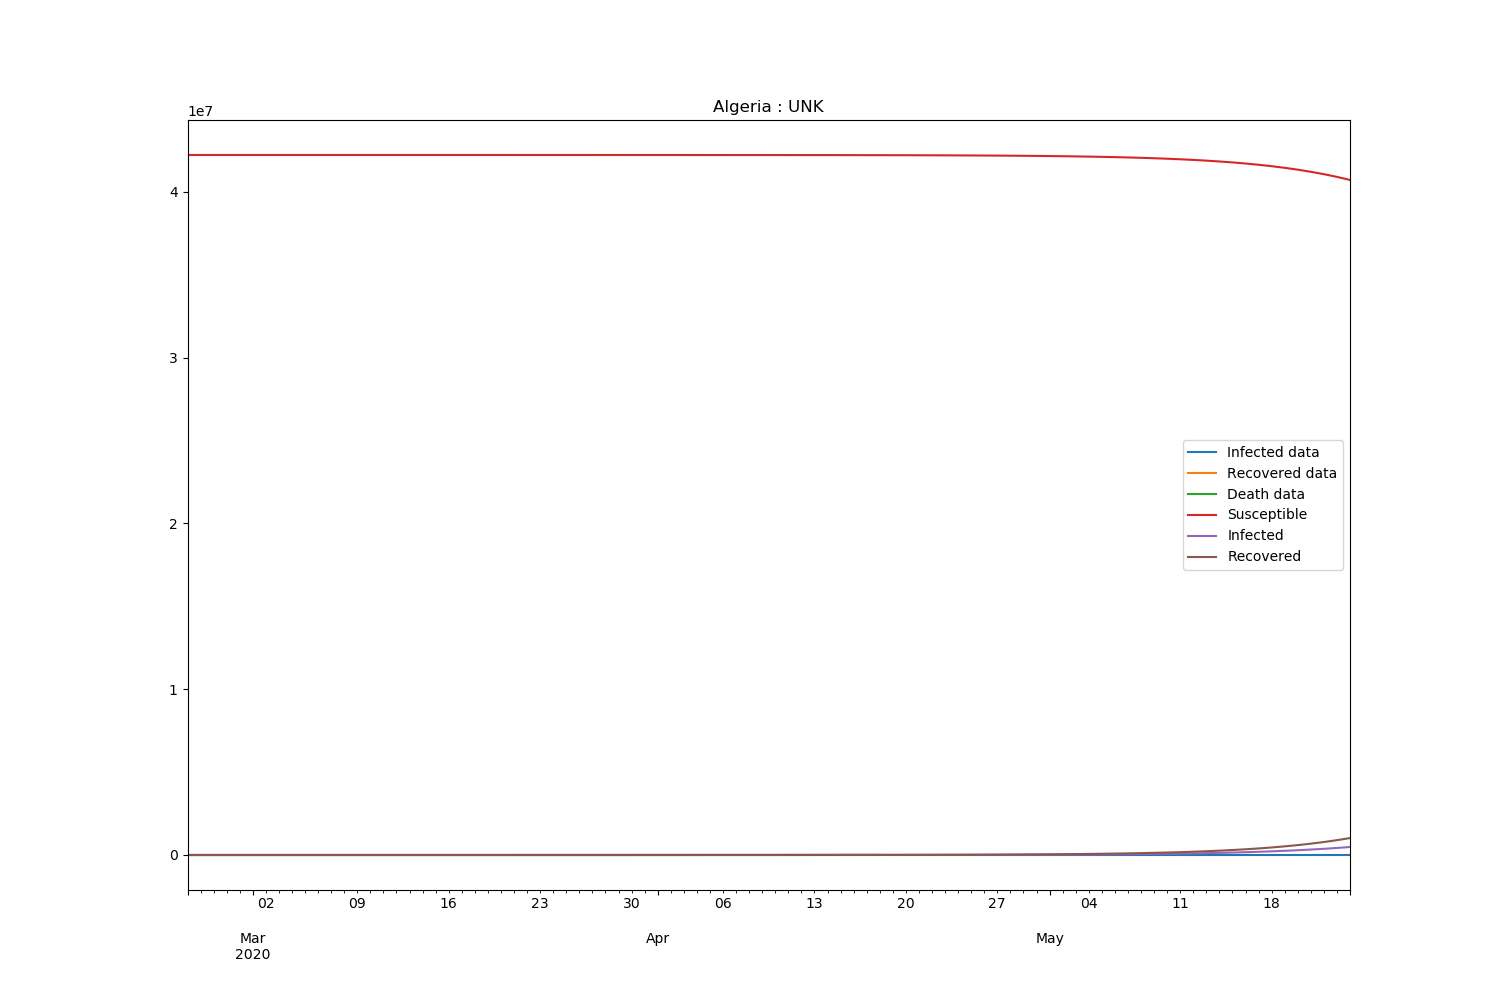 Algeria : UNK
1e7
4
3
2
1
0
Infected data
Recovered data
Death data
Susceptible
Infected
Recovered
02 09 16 23 30 06 13 20 27 04 11 18
Mar Apr May
2020